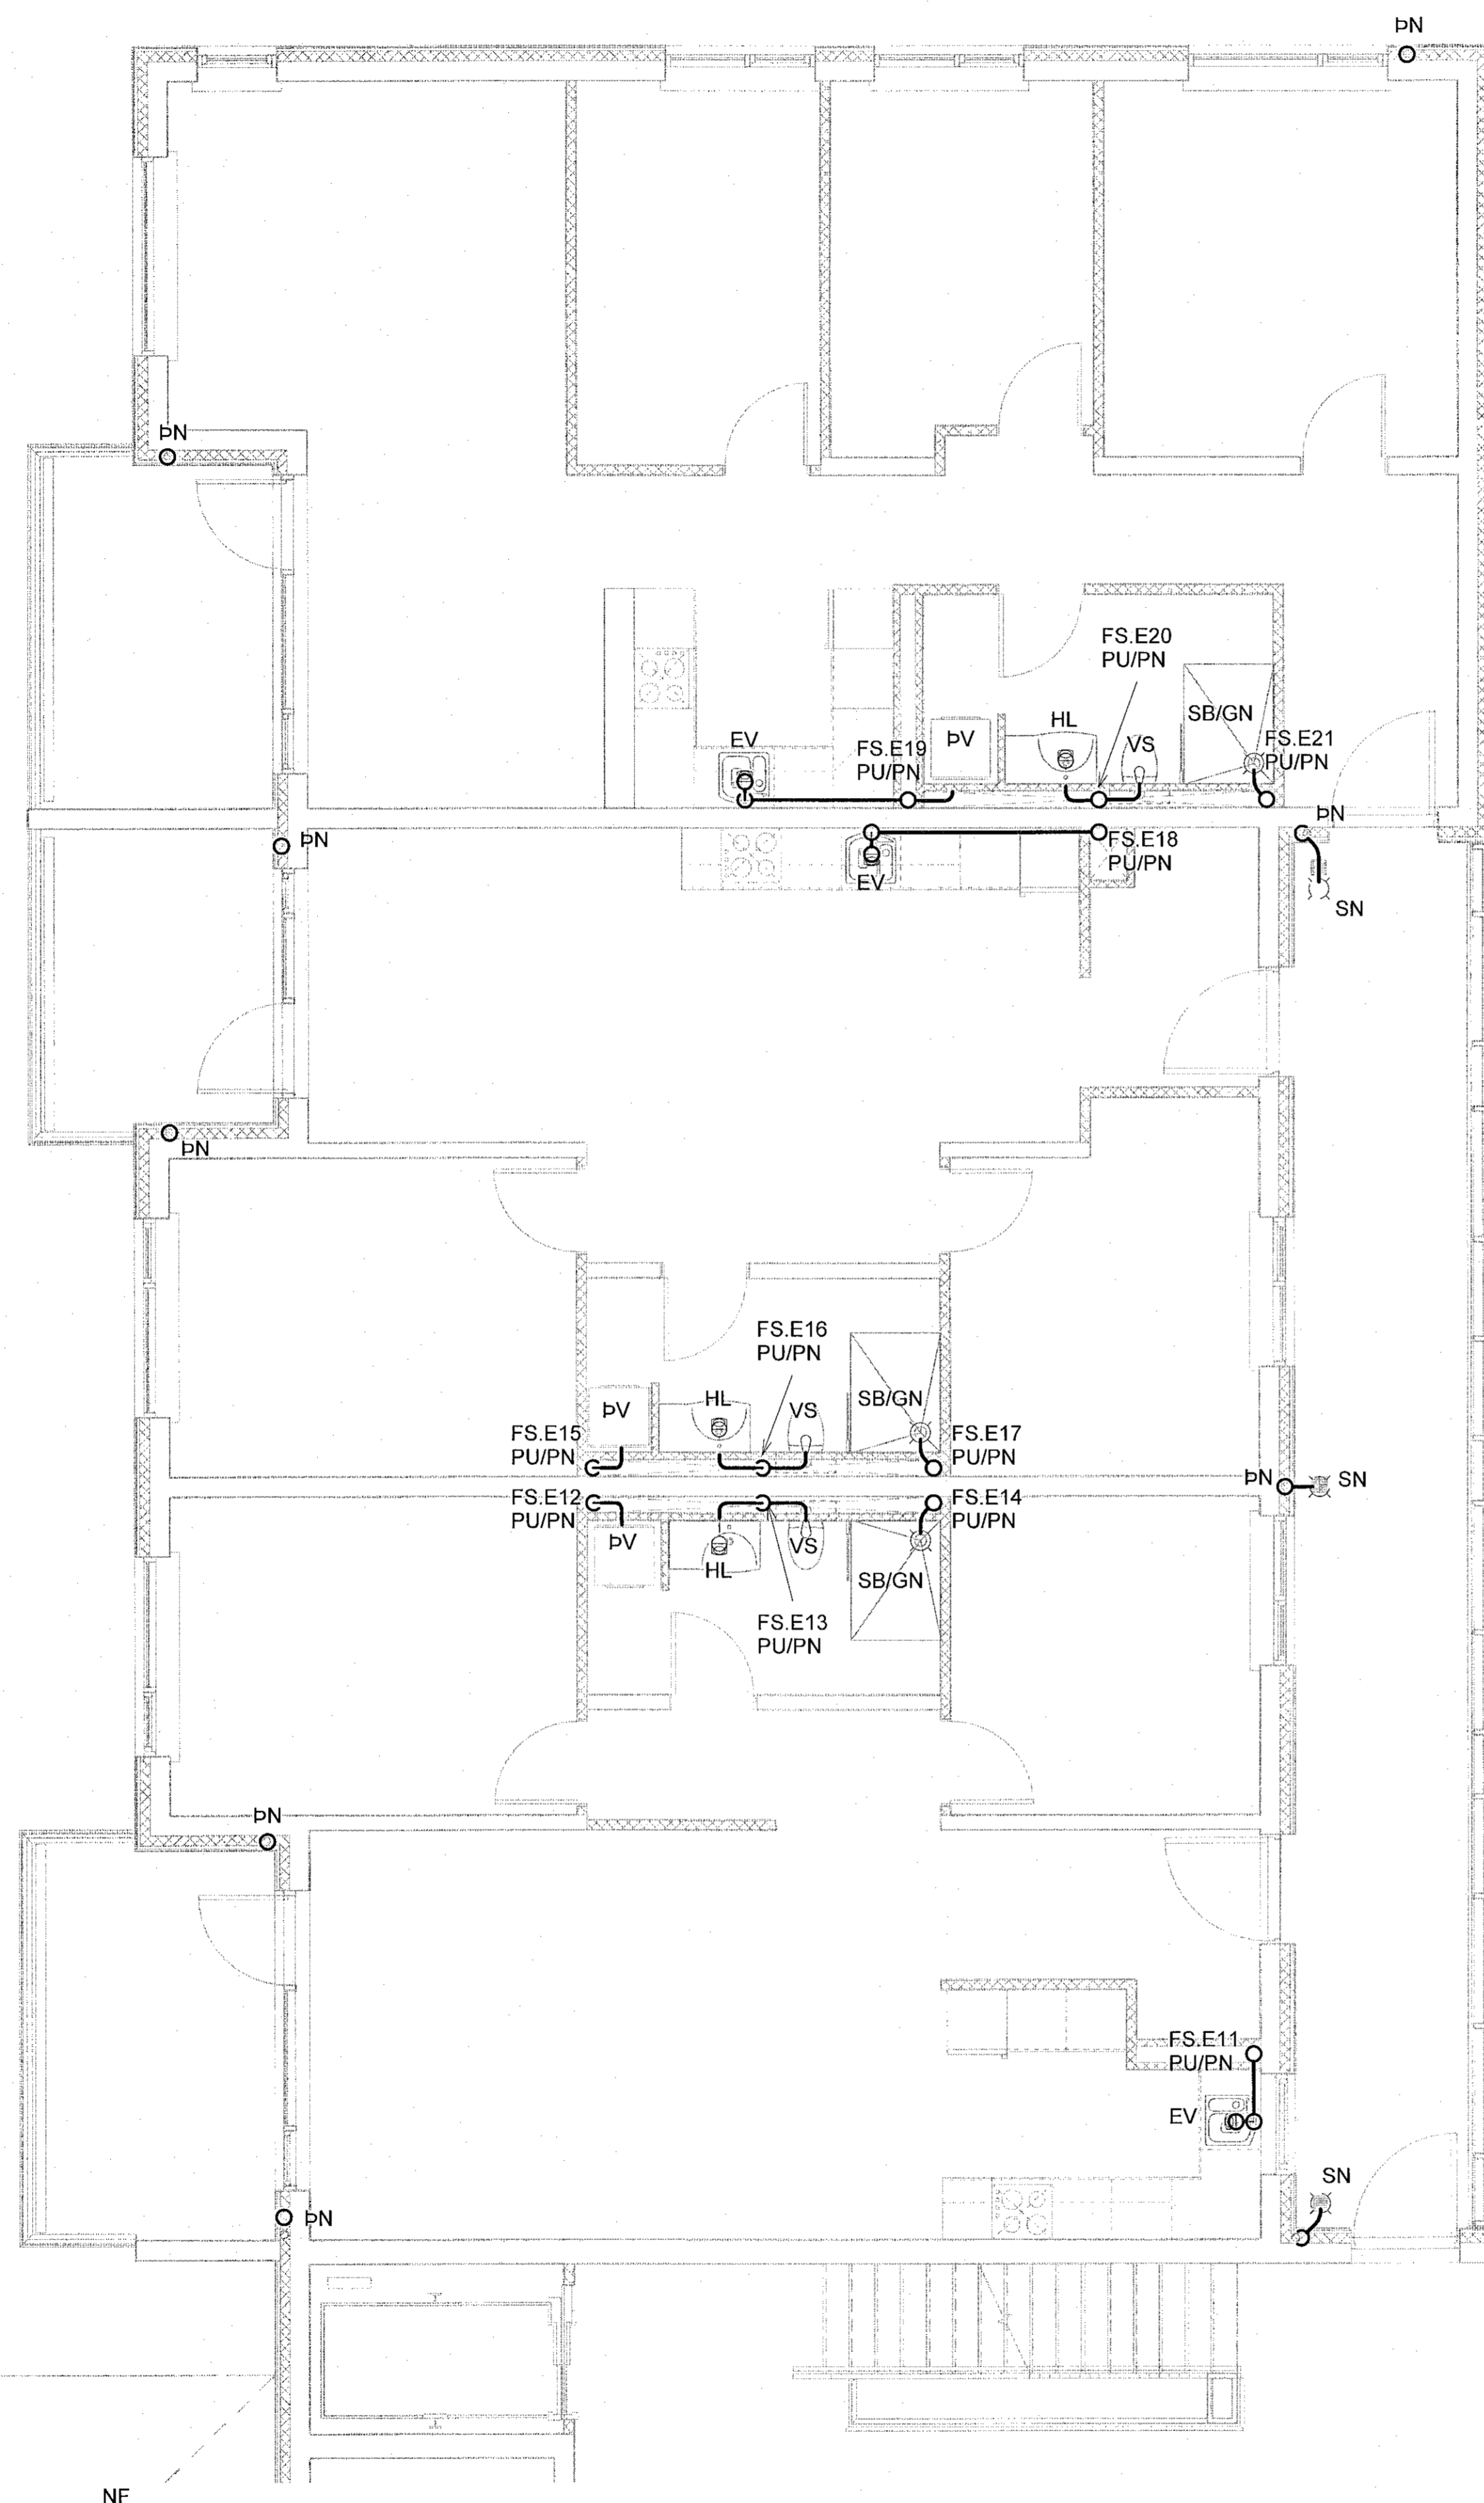 ÞN
ÞN
FS.E20
PU/PN
SB/GN
HL
EV
FS.E19
PU/PN
ÞV
VS
FS.E21
PU/PN
ÞN
ÞN
FS.E18
PU/PN
EV
SN
ÞN
FS.E16
PU/PN
HL
VS
SB/GN
ÞV
FS.E15
PU/PN
FS.E17
PU/PN
ÞN
SN
FS.E12
PU/PN
FS.E14
PU/PN
ÞV
HL
VS
SB/GN
FS.E13
PU/PN
ÞN
FS.E11
PU/PN
EV
SN
ÞN
NF